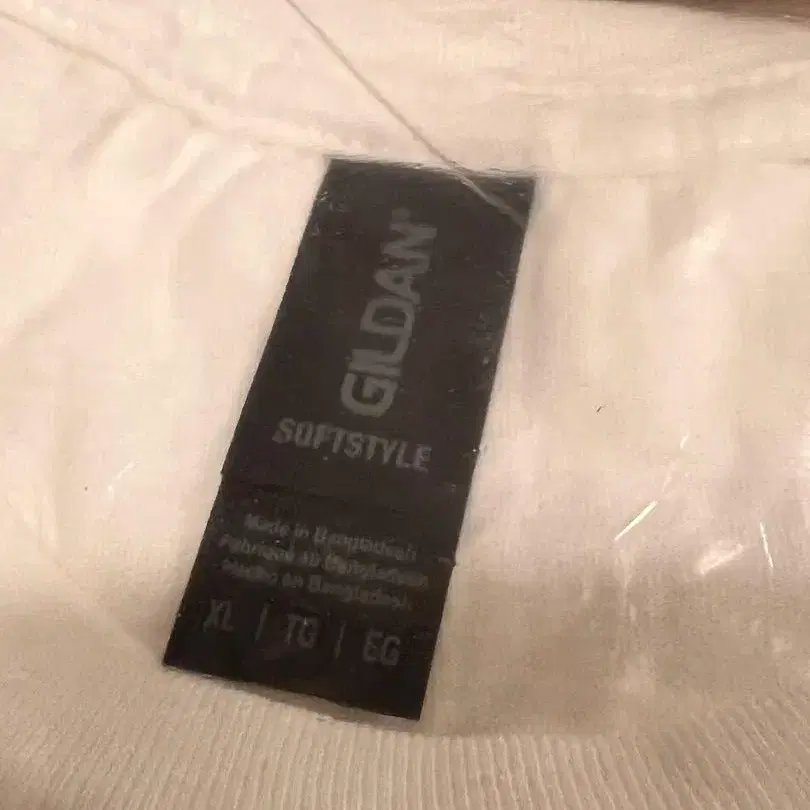 GILDAN
SOFTSTYLE
Made in Bangladesh
Fabriqué au Bangladesh
Hecho en Bangladesh
XL | TG | EG